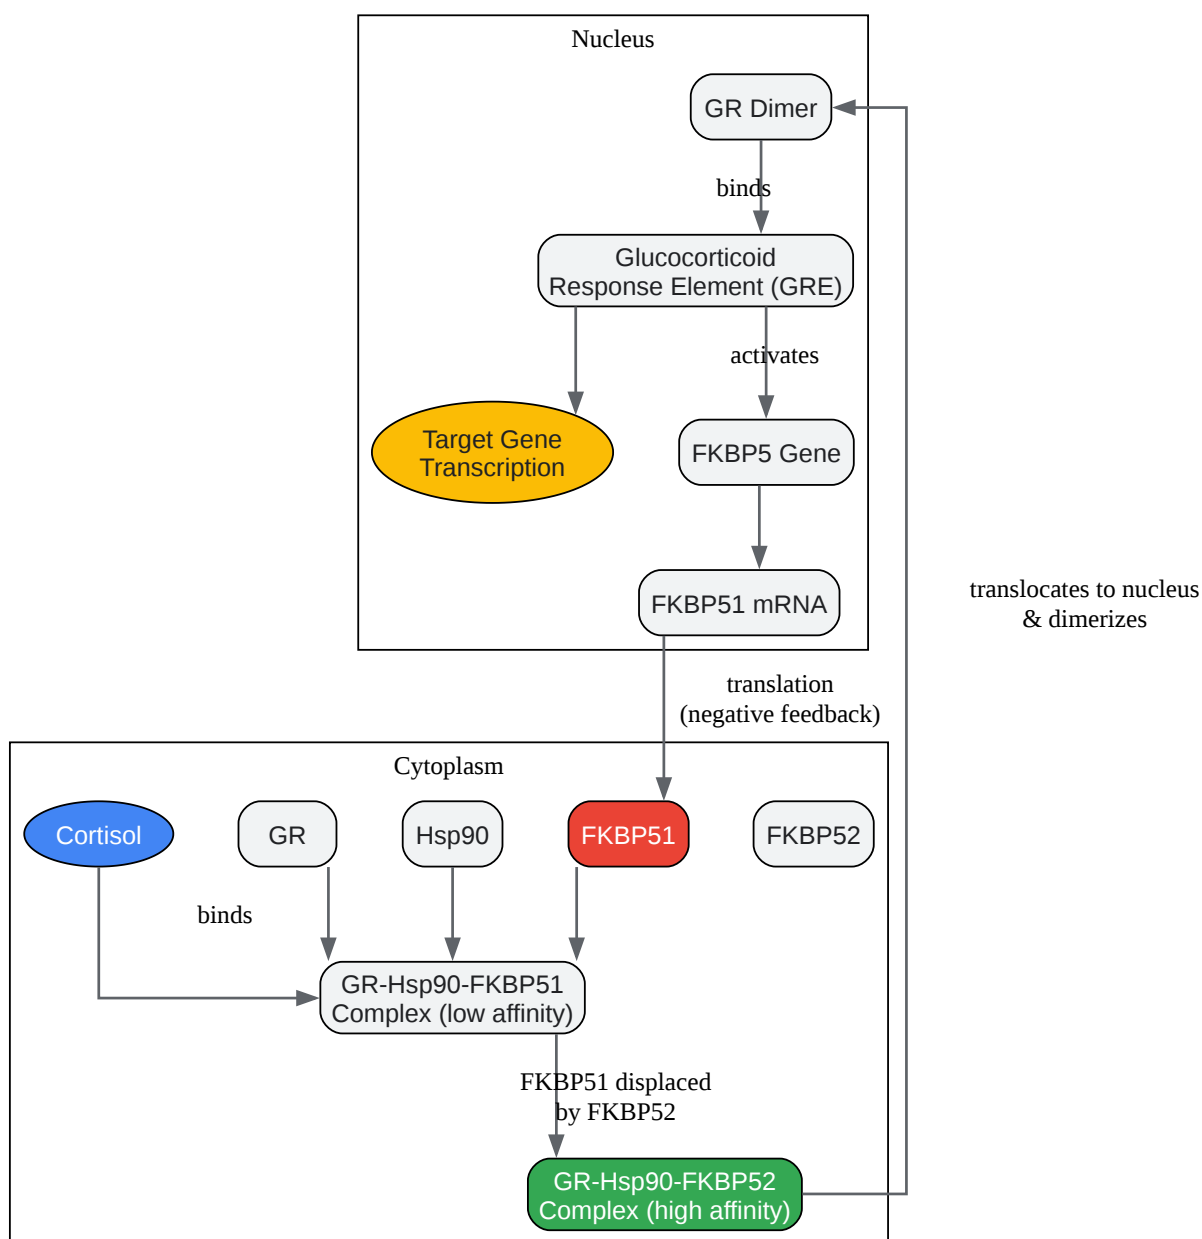 Nucleus
GR Dimer
binds
Glucocorticoid
Response Element (GRE)
activates
Target Gene
Transcription
FKBP5 Gene
FKBP51 mRNA
translocates to nucleus
& dimerizes
translation
(negative feedback)
Cytoplasm
Cortisol
GR
Hsp90
FKBP51
FKBP52
binds
GR-Hsp90-FKBP51
Complex (low affinity)
FKBP51 displaced
by FKBP52
GR-Hsp90-FKBP52
Complex (high affinity)